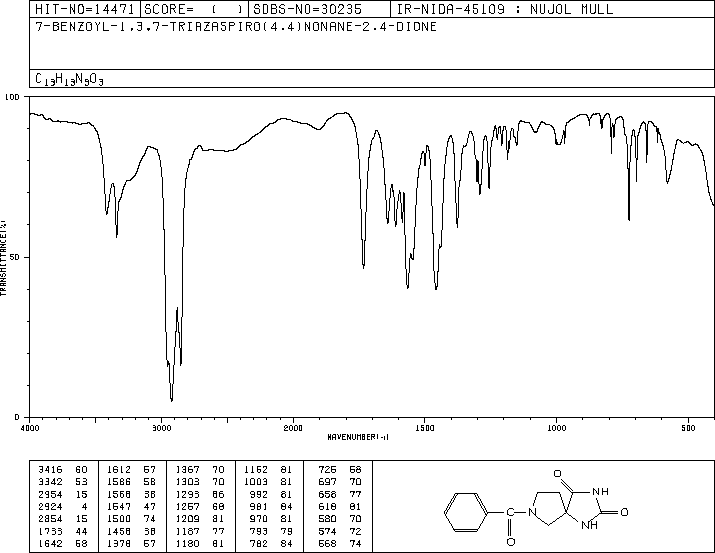 HIT-NO=14471 SCORE= ( ) SDBS-NO=30235 IR-NIDA-45109 : NUJOL MULL
7-BENZOYL-1,3,7-TRIAZASPIRO(4.4)NONANE-2,4-DIONE
C13H13N3O3
100
50
0
TRANSMITTANCE(%)
4000 3000 2000 1500 1000 500
WAVENUMBER(-1)
3416 60 1612 57 1367 70 1152 81 725 58
3342 53 1586 58 1303 70 1003 81 697 70
2954 15 1568 38 1293 66 992 81 658 77
2924 4 1547 47 1257 68 981 84 618 81
2854 15 1500 74 1209 81 970 81 580 70
1733 44 1458 38 1187 77 793 79 574 72
1642 58 1378 57 1180 81 782 84 568 74
O
NH
C N O
NH
O